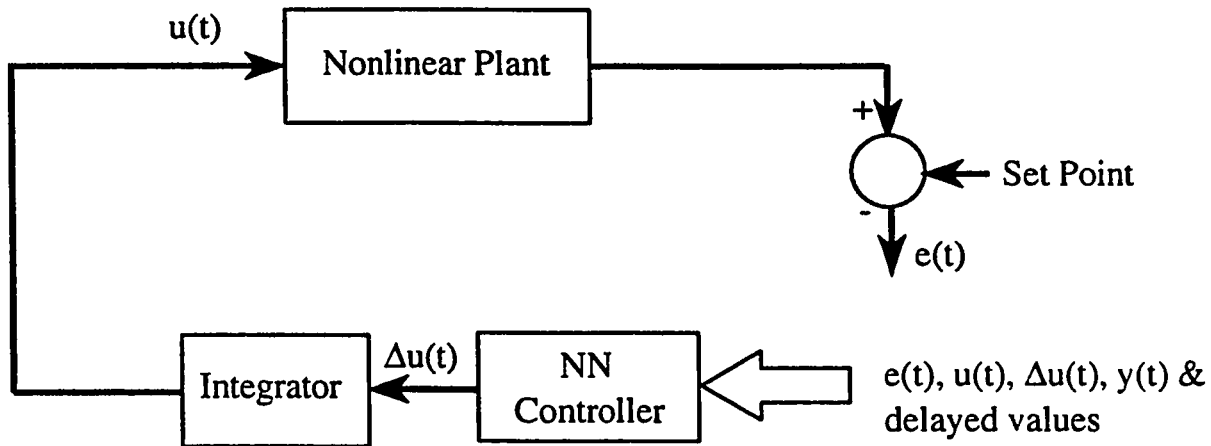 u(t)
Nonlinear Plant
+
Set Point
-
e(t)
Δu(t)
Integrator
NN
Controller
e(t), u(t), Δu(t), y(t) &
delayed values